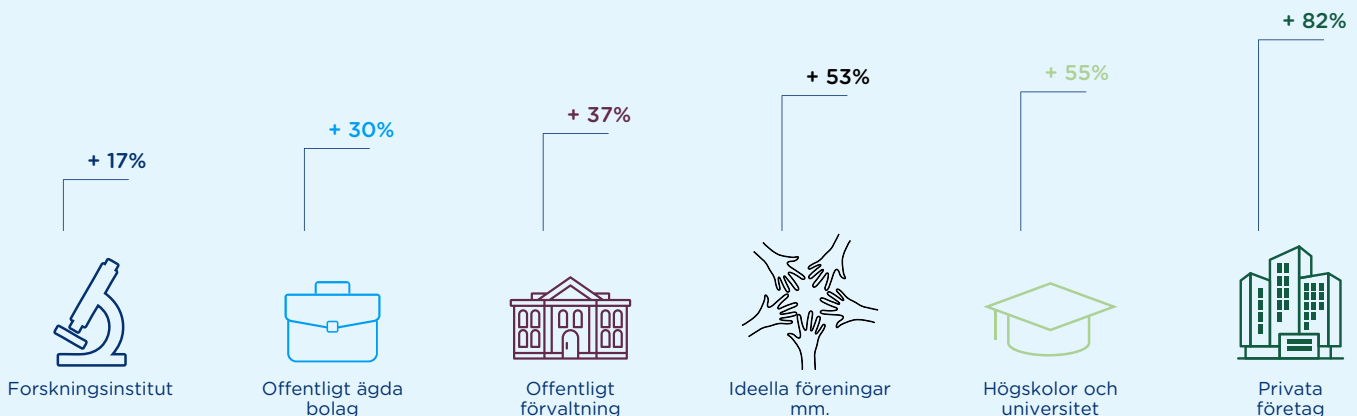 + 17%
+ 30%
+ 37%
+ 53%
+ 55%
+ 82%
Forskningsinstitut
Offentligt ägda
bolag
Offentligt
förvaltning
Ideella föreningar
mm.
Högskolor och
universitet
Privata
företag